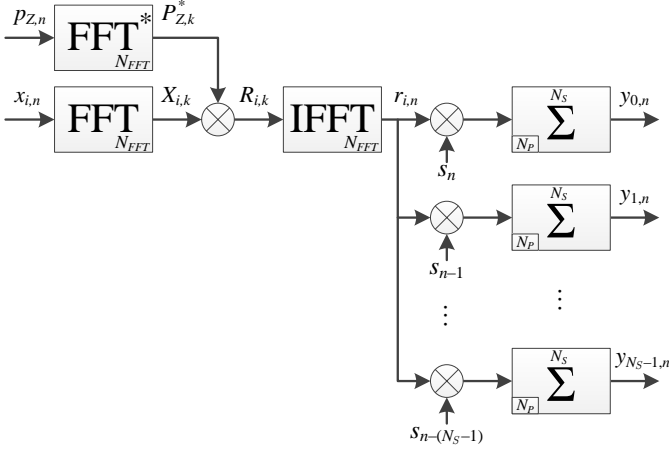 p_{Z,n}
FFT*
N_{FFT}
P^*_{Z,k}
x_{i,n}
FFT
N_{FFT}
X_{i,k}
R_{i,k}
IFFT
N_{FFT}
r_{i,n}
s_n
N_S
Σ
N_P
y_{0,n}
s_{n−1}
N_S
Σ
N_P
y_{1,n}
⋮
⋮
s_{n−(N_S−1)}
N_S
Σ
N_P
y_{N_S−1,n}